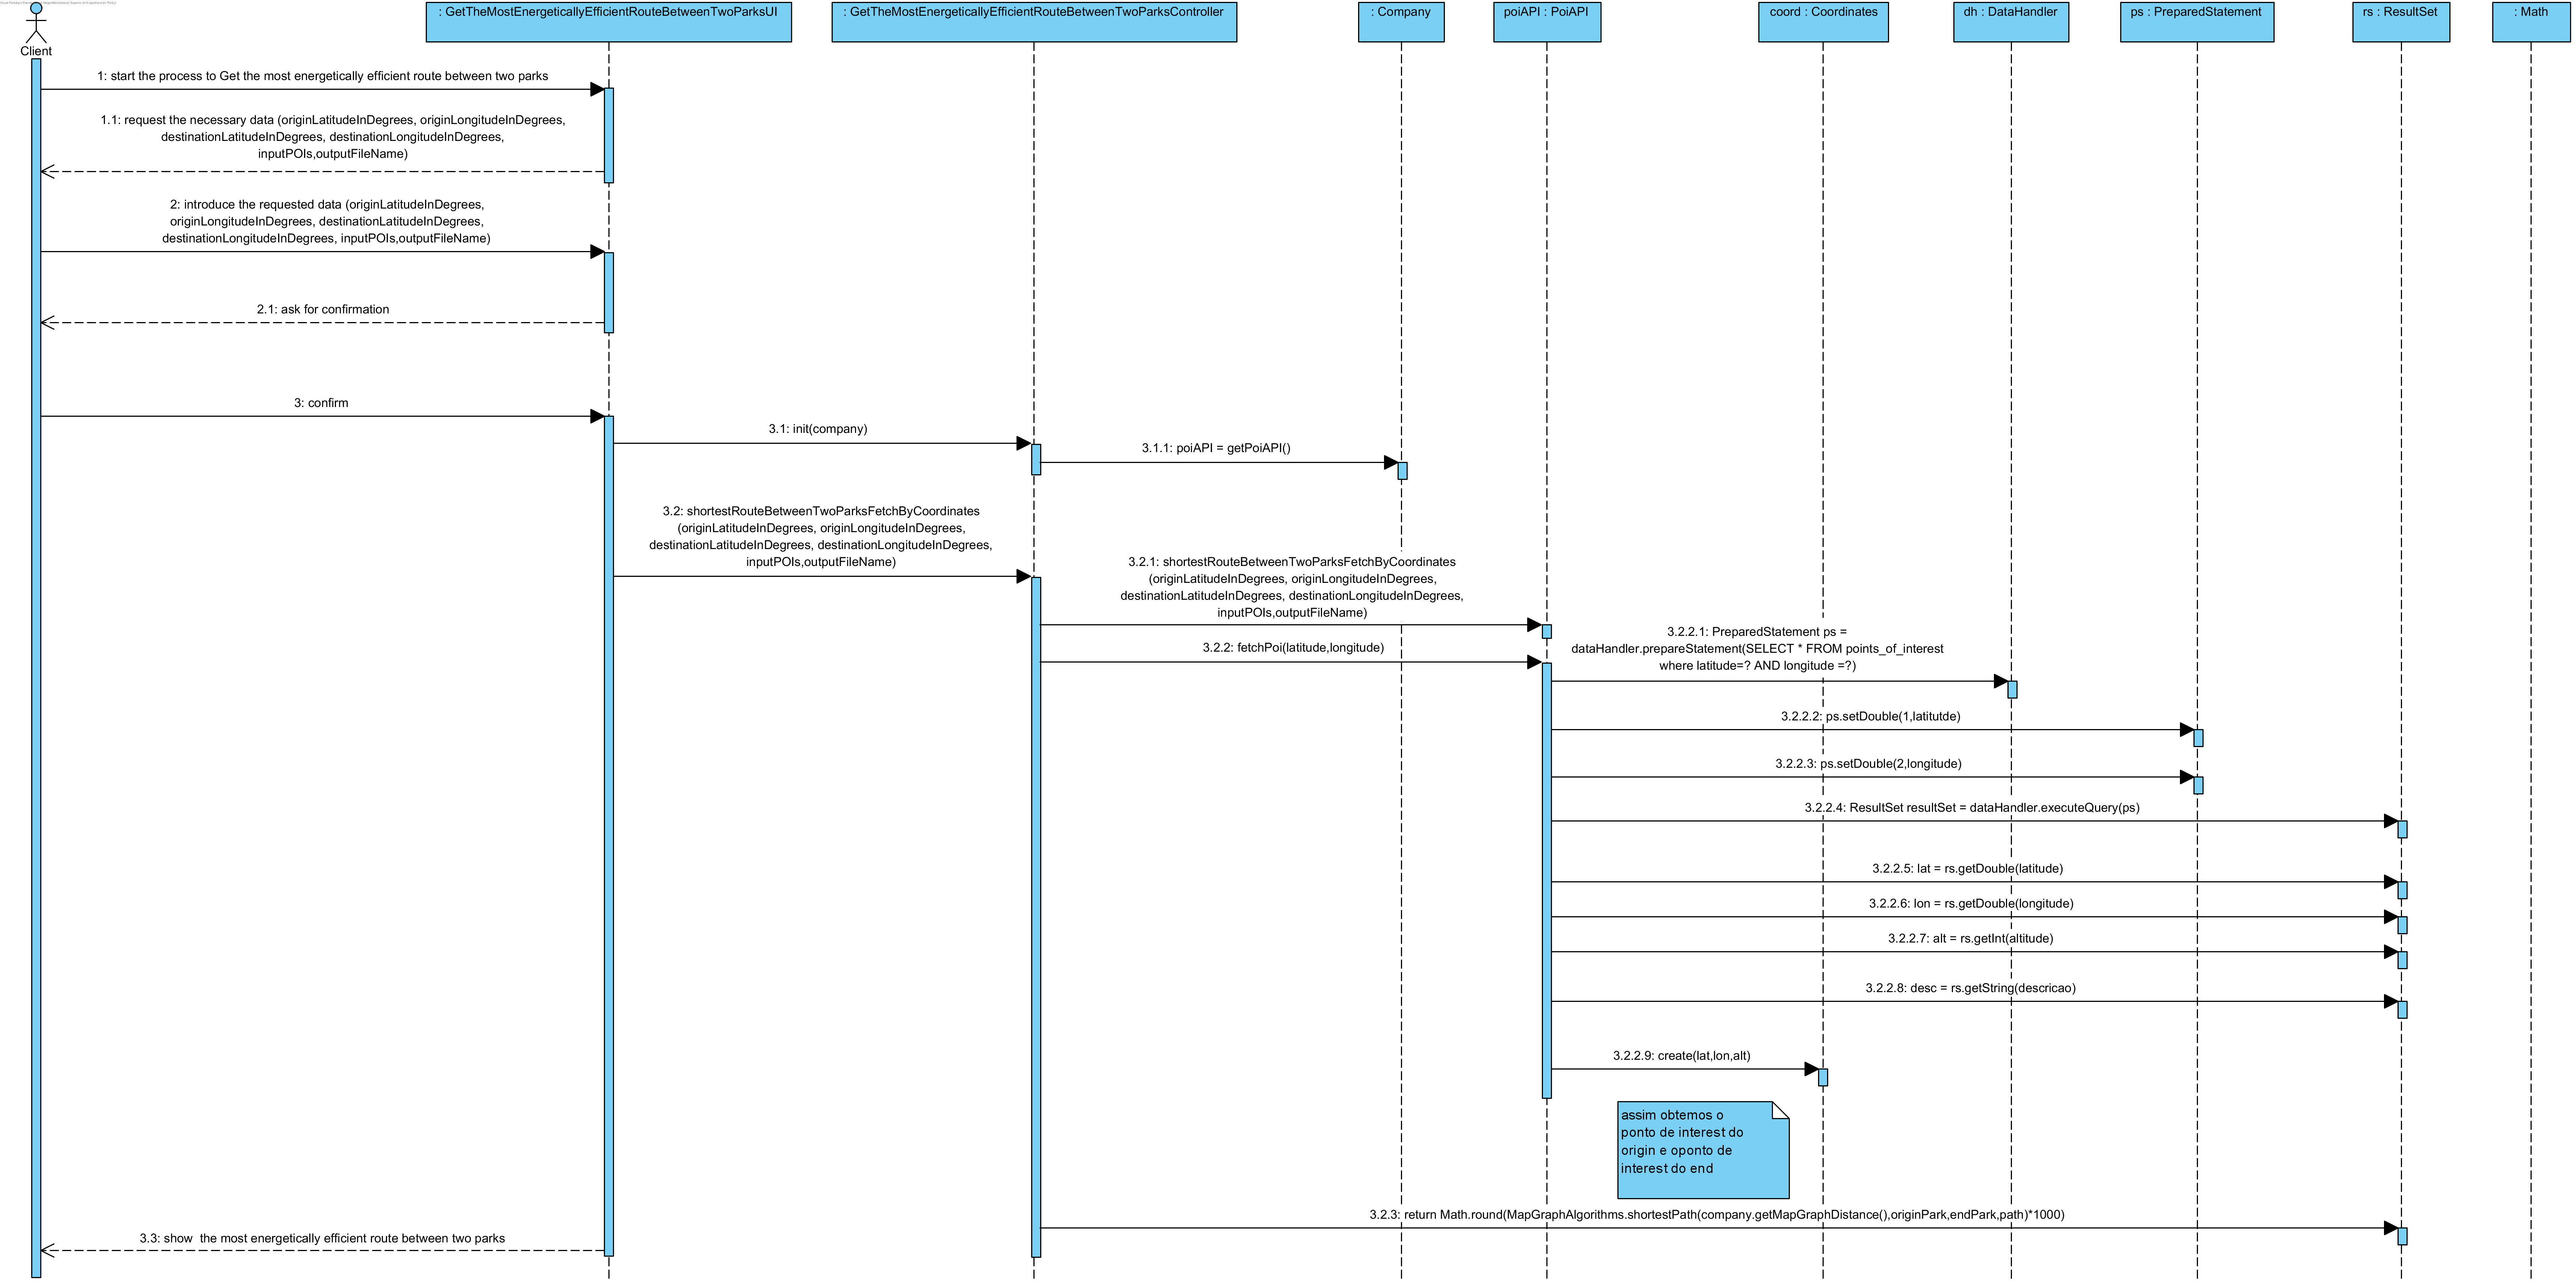 : GetTheMostEnergeticallyEfficientRouteBetweenTwoParksUI
: GetTheMostEnergeticallyEfficientRouteBetweenTwoParksController
: Company
poiAPI : PoiAPI
coord : Coordinates
dh : DataHandler
ps : PreparedStatement
rs : ResultSet
: Math
Client
1: start the process to Get the most energetically efficient route between two parks
1.1: request the necessary data (originLatitudeInDegrees, originLongitudeInDegrees,
destinationLatitudeInDegrees, destinationLongitudeInDegrees,
inputPOIs,outputFileName)
2: introduce the requested data (originLatitudeInDegrees,
originLongitudeInDegrees, destinationLatitudeInDegrees,
destinationLongitudeInDegrees, inputPOIs,outputFileName)
2.1: ask for confirmation
3: confirm
3.1: init(company)
3.1.1: poiAPI = getPoiAPI()
3.2: shortestRouteBetweenTwoParksFetchByCoordinates
(originLatitudeInDegrees, originLongitudeInDegrees,
destinationLatitudeInDegrees, destinationLongitudeInDegrees,
inputPOIs,outputFileName)
3.2.1: shortestRouteBetweenTwoParksFetchByCoordinates
(originLatitudeInDegrees, originLongitudeInDegrees,
destinationLatitudeInDegrees, destinationLongitudeInDegrees,
inputPOIs,outputFileName)
3.2.2: fetchPoi(latitude,longitude)
3.2.2.1: PreparedStatement ps =
dataHandler.prepareStatement(SELECT * FROM points_of_interest
where latitude=? AND longitude =?)
3.2.2.2: ps.setDouble(1,latitutde)
3.2.2.3: ps.setDouble(2,longitude)
3.2.2.4: ResultSet resultSet = dataHandler.executeQuery(ps)
3.2.2.5: lat = rs.getDouble(latitude)
3.2.2.6: lon = rs.getDouble(longitude)
3.2.2.7: alt = rs.getInt(altitude)
3.2.2.8: desc = rs.getString(descricao)
3.2.2.9: create(lat,lon,alt)
assim obtemos o
ponto de interest do
origin e oponto de
interest do end
3.2.3: return Math.round(MapGraphAlgorithms.shortestPath(company.getMapGraphDistance(),originPark,endPark,path)*1000)
3.3: show  the most energetically efficient route between two parks